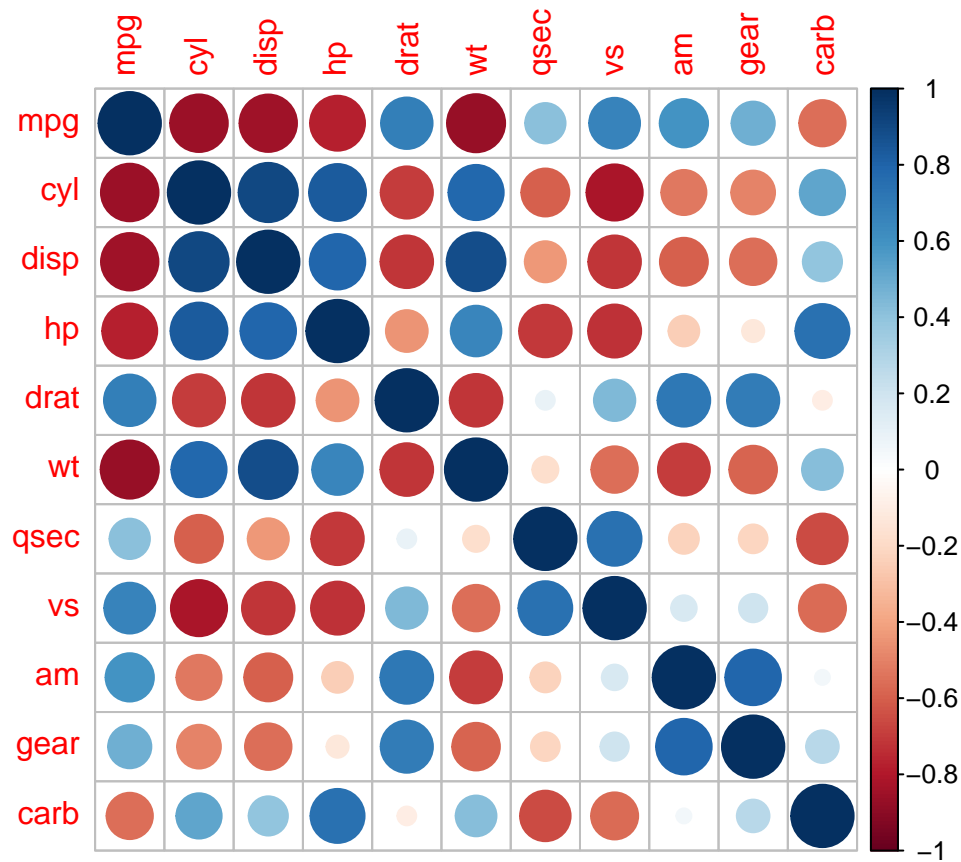 mpg cyl disp hp drat wt qsec vs am gear carb
mpg
cyl
disp
hp
drat
wt
qsec
vs
am
gear
carb
1
0.8
0.6
0.4
0.2
0
−0.2
−0.4
−0.6
−0.8
−1